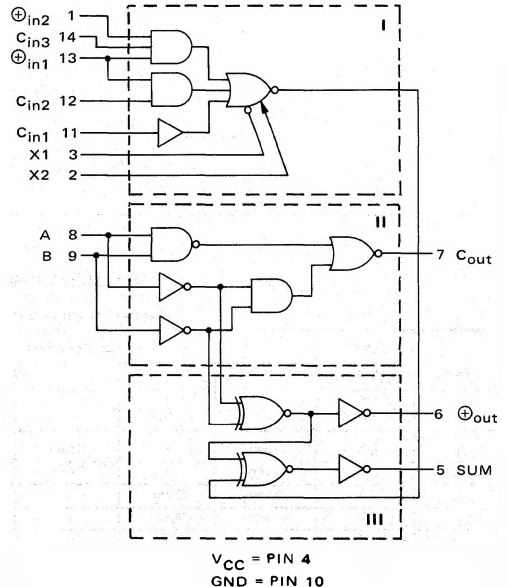 ⊕in2 1
Cin3 14
⊕in1 13
Cin2 12
Cin1 11
X1 3
X2 2
I
II
A 8
B 9
7 Cout
6 ⊕out
5 SUM
III
VCC = PIN 4
GND = PIN 10